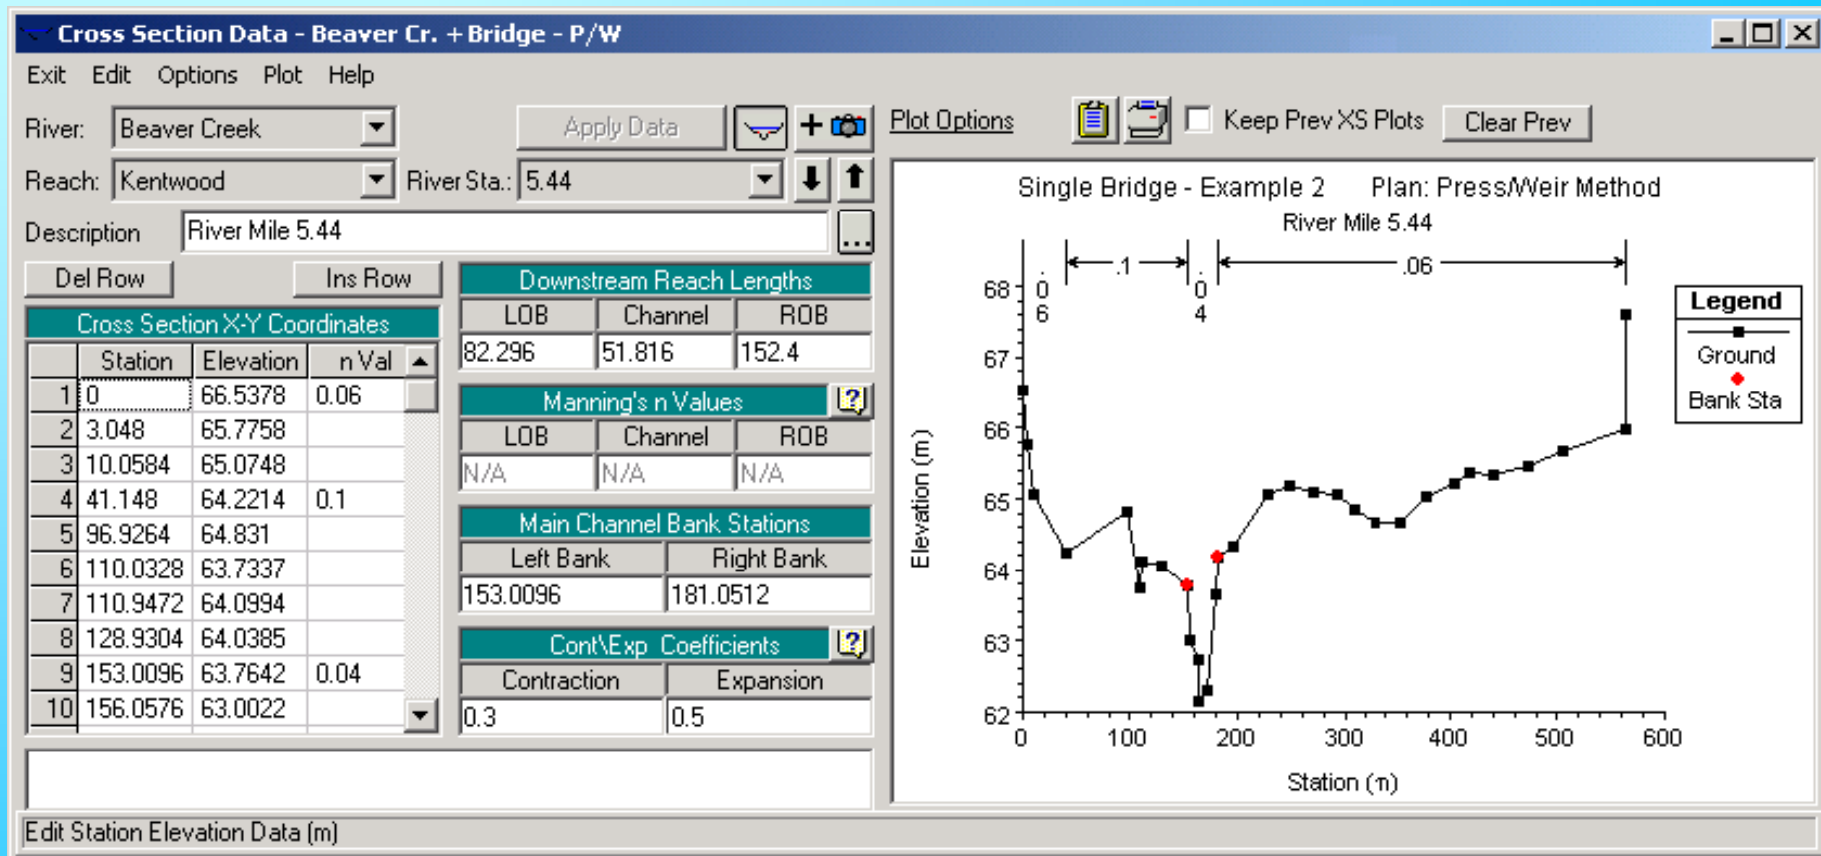 Cross Section Data - Beaver Cr. + Bridge - P/W
Exit Edit Options Plot Help
River: Beaver Creek Apply Data + Plot Options Keep Prev XS Plots Clear Prev
Reach: Kentwood River Sta.: 5.44
Description River Mile 5.44 ...
Del Row Ins Row
Cross Section X-Y Coordinates
Station Elevation n Val
1 0 66.5378 0.06
2 3.048 65.7758
3 10.0584 65.0748
4 41.148 64.2214 0.1
5 96.9264 64.831
6 110.0328 63.7337
7 110.9472 64.0994
8 128.9304 64.0385
9 153.0096 63.7642 0.04
10 156.0576 63.0022
Downstream Reach Lengths
LOB Channel ROB
82.296 51.816 152.4
Manning's n Values
LOB Channel ROB
N/A N/A N/A
Main Channel Bank Stations
Left Bank Right Bank
153.0096 181.0512
Cont\Exp Coefficients
Contraction Expansion
0.3 0.5
Single Bridge - Example 2 Plan: Press/Weir Method
River Mile 5.44
.06 .1 .04 .06
Legend
Ground
Bank Sta
68
67
66
65
64
63
62
Elevation (m)
0 100 200 300 400 500 600
Station (m)
Edit Station Elevation Data (m)